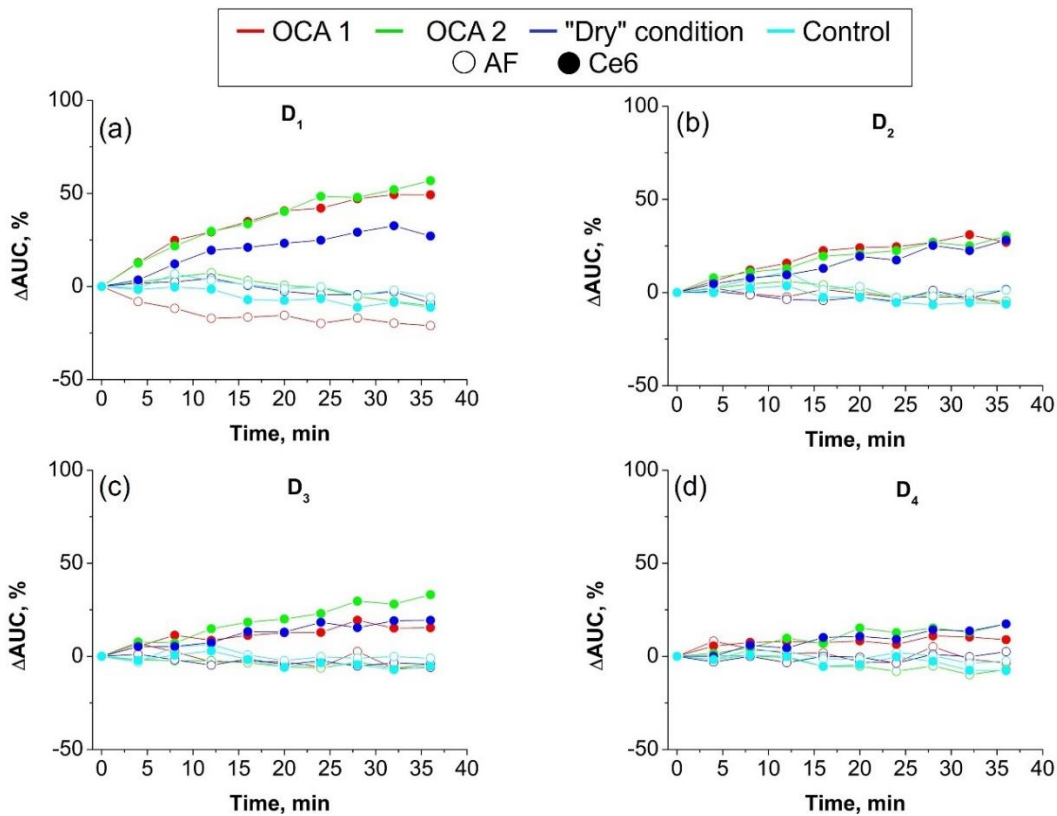 OCA 1 OCA 2 "Dry" condition Control
AF Ce6
(a) D₁
100
50
0
-50
ΔAUC, %
0 5 10 15 20 25 30 35 40
Time, min
(b) D₂
100
50
0
-50
ΔAUC, %
0 5 10 15 20 25 30 35 40
Time, min
(c) D₃
100
50
0
-50
ΔAUC, %
0 5 10 15 20 25 30 35 40
Time, min
(d) D₄
100
50
0
-50
ΔAUC, %
0 5 10 15 20 25 30 35 40
Time, min